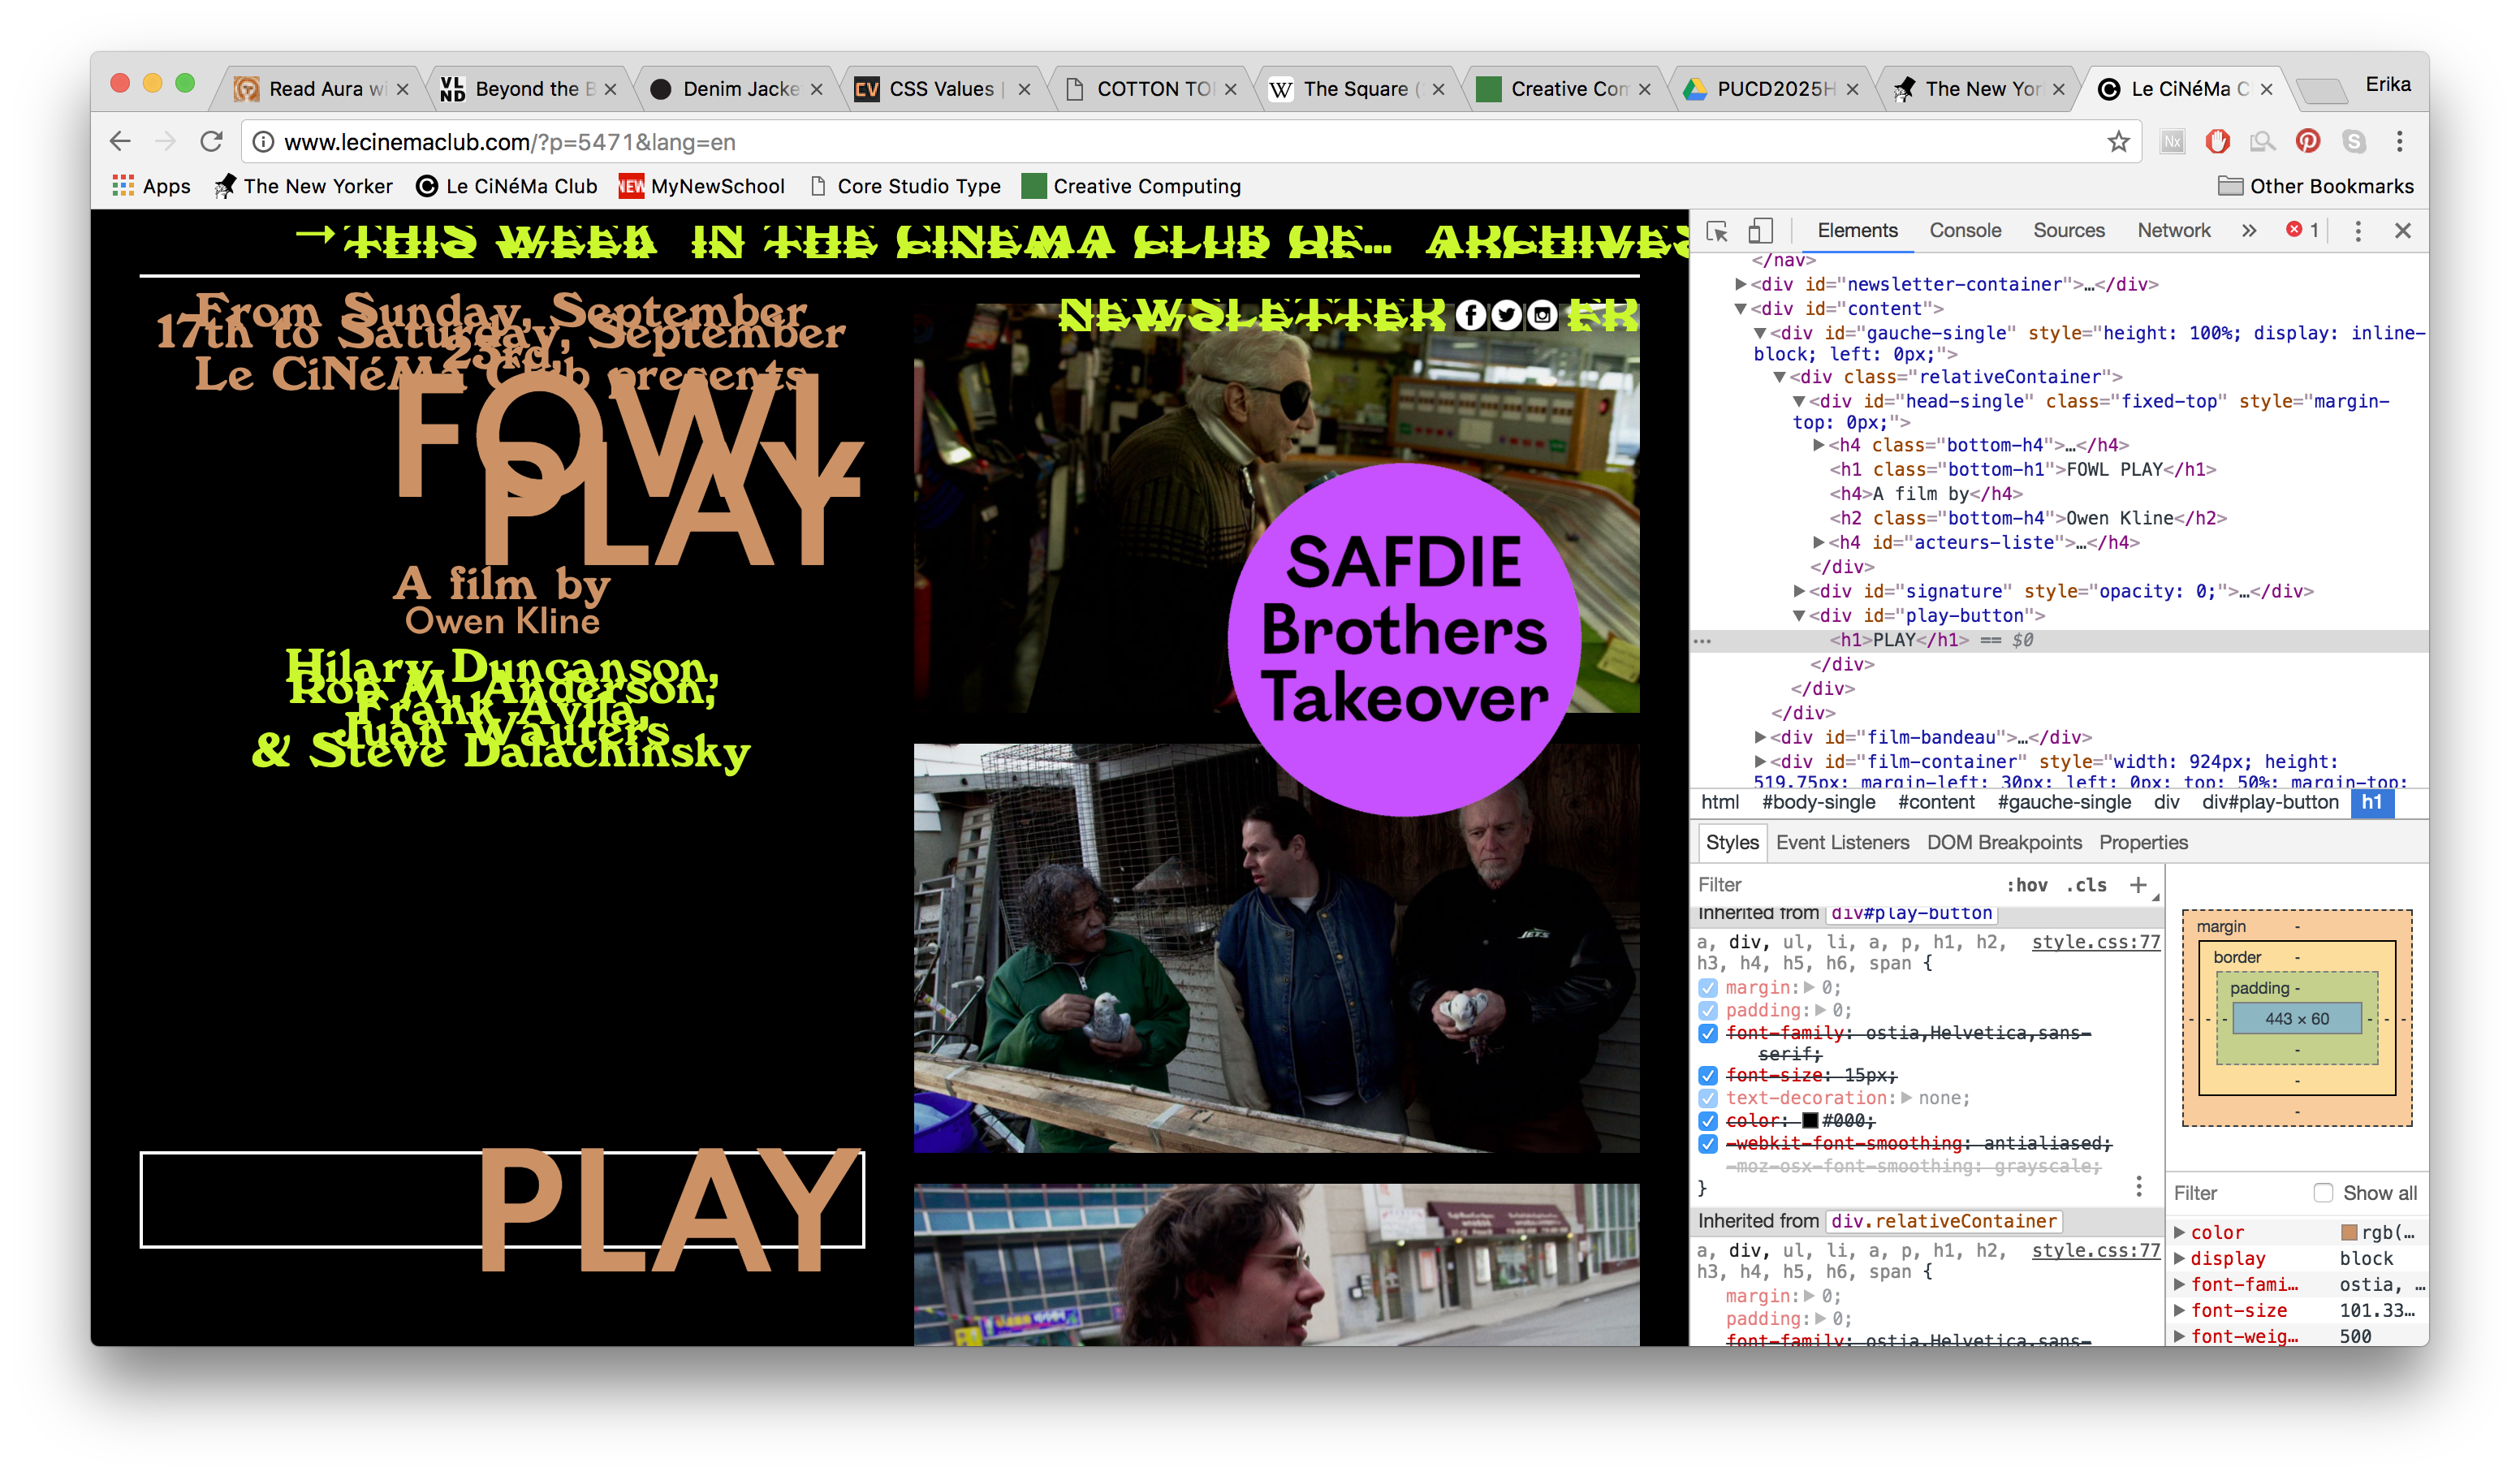 Read Aura wi
VL
ND
Beyond the B
Denim Jacke
CV
CSS Values |
COTTON TO
W
The Square (
Creative Com
PUCD2025H
The New Yor
Le CiNéMa C
Erika
www.lecinemaclub.com/?p=5471&lang=en
Nx
Apps
The New Yorker
Le CiNéMa Club
NEW
MyNewSchool
Core Studio Type
Creative Computing
Other Bookmarks
→THIS WEEK IN THE CINEMA CLUB OF... ARCHIVES
NEWSLETTER
ER
From Sunday, September
17th to Saturday, September
23rd,
Le CiNéMa Club presents
FOWL
PLAY
A film by
Owen Kline
Hilary Duncanson,
Rob M. Anderson,
Frank Avila,
Juan Wauters
& Steve Dalachinsky
PLAY
SAFDIE
Brothers
Takeover
JETS
Elements
Console
Sources
Network
»
1
</nav>
▶<div id="newsletter-container">…</div>
▼<div id="content">
▼<div id="gauche-single" style="height: 100%; display: inline-
block; left: 0px;">
▼<div class="relativeContainer">
▼<div id="head-single" class="fixed-top" style="margin-
top: 0px;">
▶<h4 class="bottom-h4">…</h4>
<h1 class="bottom-h1">FOWL PLAY</h1>
<h4>A film by</h4>
<h2 class="bottom-h4">Owen Kline</h2>
▶<h4 id="acteurs-liste">…</h4>
</div>
▶<div id="signature" style="opacity: 0;">…</div>
▼<div id="play-button">
… <h1>PLAY</h1> == $0
</div>
</div>
</div>
▶<div id="film-bandeau">…</div>
▶<div id="film-container" style="width: 924px; height:
519.75px; margin-left: 30px; left: 0px; top: 50%; margin-top:
html #body-single #content #gauche-single div div#play-button h1
Styles Event Listeners DOM Breakpoints Properties
Filter :hov .cls +
Inherited from div#play-button
a, div, ul, li, a, p, h1, h2, style.css:77
h3, h4, h5, h6, span {
margin:▶ 0;
padding:▶ 0;
font-family: ostia,Helvetica,sans-
serif;
font-size: 15px;
text-decoration:▶ none;
color: #000;
-webkit-font-smoothing: antialiased;
-moz-osx-font-smoothing: grayscale;
}
Inherited from div.relativeContainer
a, div, ul, li, a, p, h1, h2, style.css:77
h3, h4, h5, h6, span {
margin:▶ 0;
padding:▶ 0;
font-family: ostia,Helvetica,sans-
margin -
border -
padding -
- - - 443 × 60 - - -
-
-
-
Filter Show all
▶ color rgb(…
▶ display block
▶ font-fami… ostia, …
▶ font-size 101.33…
▶ font-weig… 500